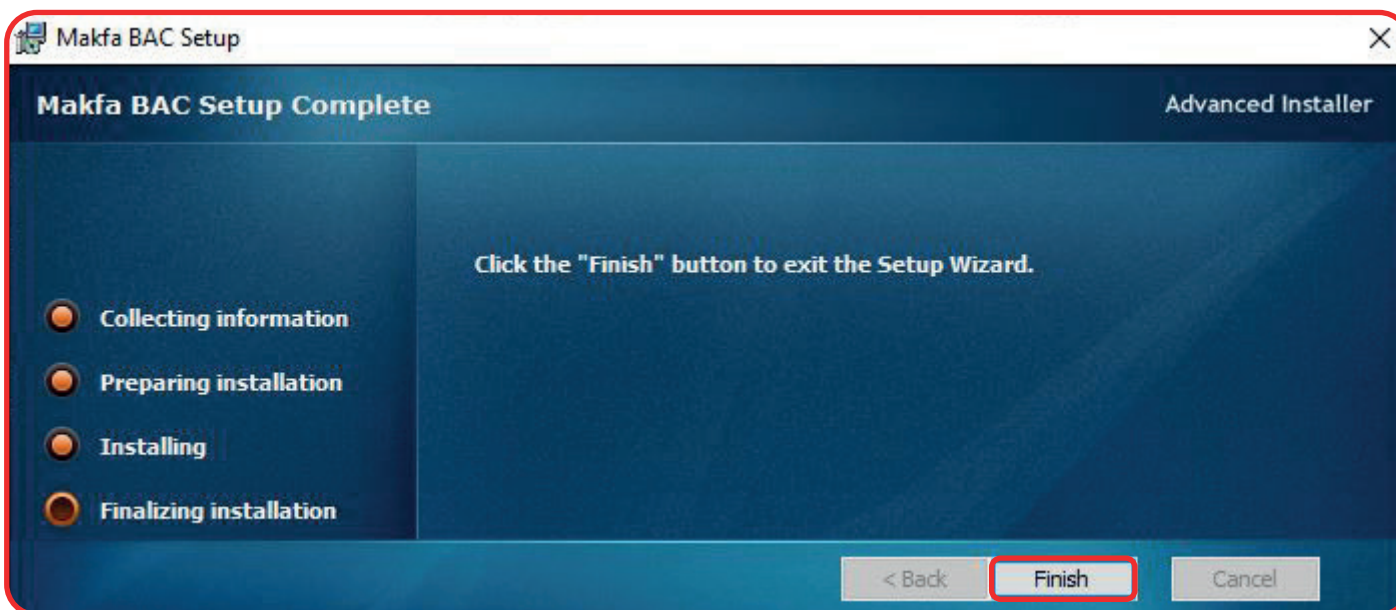 Makfa BAC Setup
Makfa BAC Setup Complete
Advanced Installer
Click the "Finish" button to exit the Setup Wizard.
Collecting information
Preparing installation
Installing
Finalizing installation
< Back
Finish
Cancel